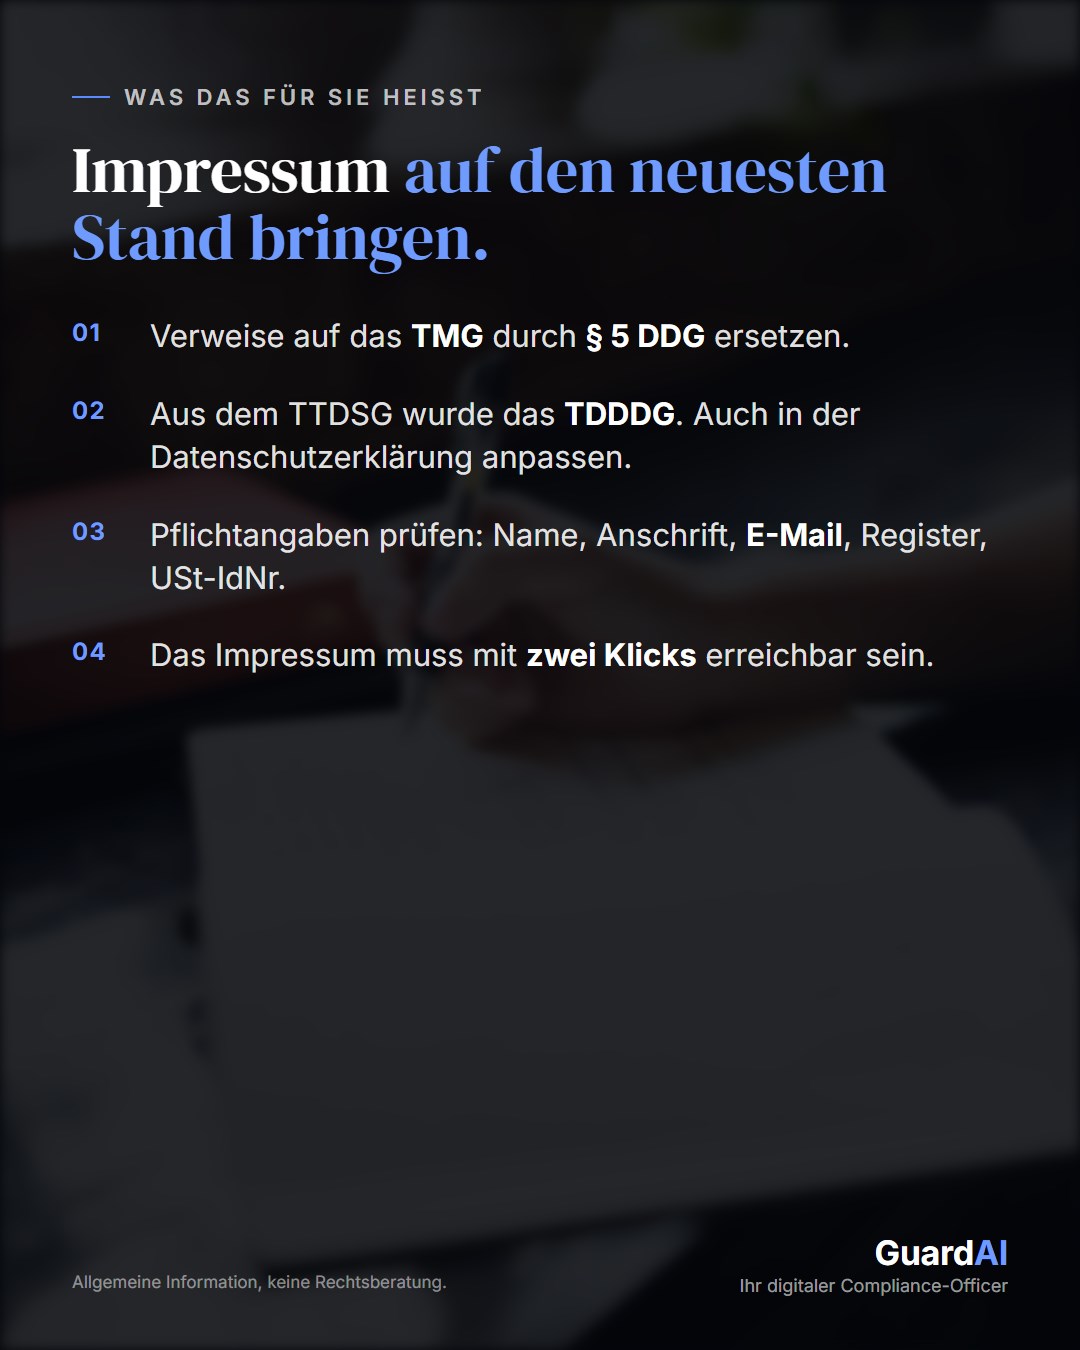 WAS DAS FÜR SIE HEISST
Impressum auf den neuesten
Stand bringen.
01 Verweise auf das TMG durch § 5 DDG ersetzen.
02 Aus dem TTDSG wurde das TDDDG. Auch in der
Datenschutzerklärung anpassen.
03 Pflichtangaben prüfen: Name, Anschrift, E-Mail, Register,
USt-IdNr.
04 Das Impressum muss mit zwei Klicks erreichbar sein.
GuardAI
Allgemeine Information, keine Rechtsberatung.
Ihr digitaler Compliance-Officer